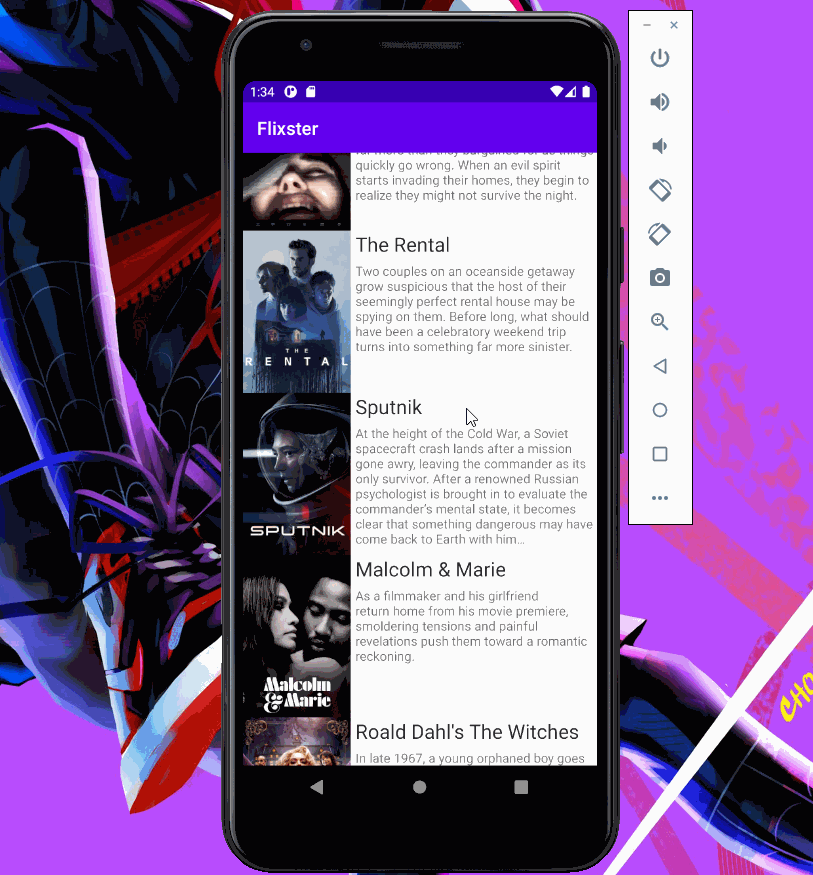 1:34
Flixster
far more than they bargained for as things
quickly go wrong. When an evil spirit
starts invading their homes, they begin to
realize they might not survive the night.
The Rental
Two couples on an oceanside getaway
grow suspicious that the host of their
seemingly perfect rental house may be
spying on them. Before long, what should
have been a celebratory weekend trip
turns into something far more sinister.
THE
RENTAL
Sputnik
At the height of the Cold War, a Soviet
spacecraft crash lands after a mission
gone awry, leaving the commander as its
only survivor. After a renowned Russian
psychologist is brought in to evaluate the
commander's mental state, it becomes
clear that something dangerous may have
come back to Earth with him…
SPUTNIK
Malcolm & Marie
As a filmmaker and his girlfriend
return home from his movie premiere,
smoldering tensions and painful
revelations push them toward a romantic
reckoning.
Malcolm
& Marie
Roald Dahl's The Witches
In late 1967, a young orphaned boy goes
CHO